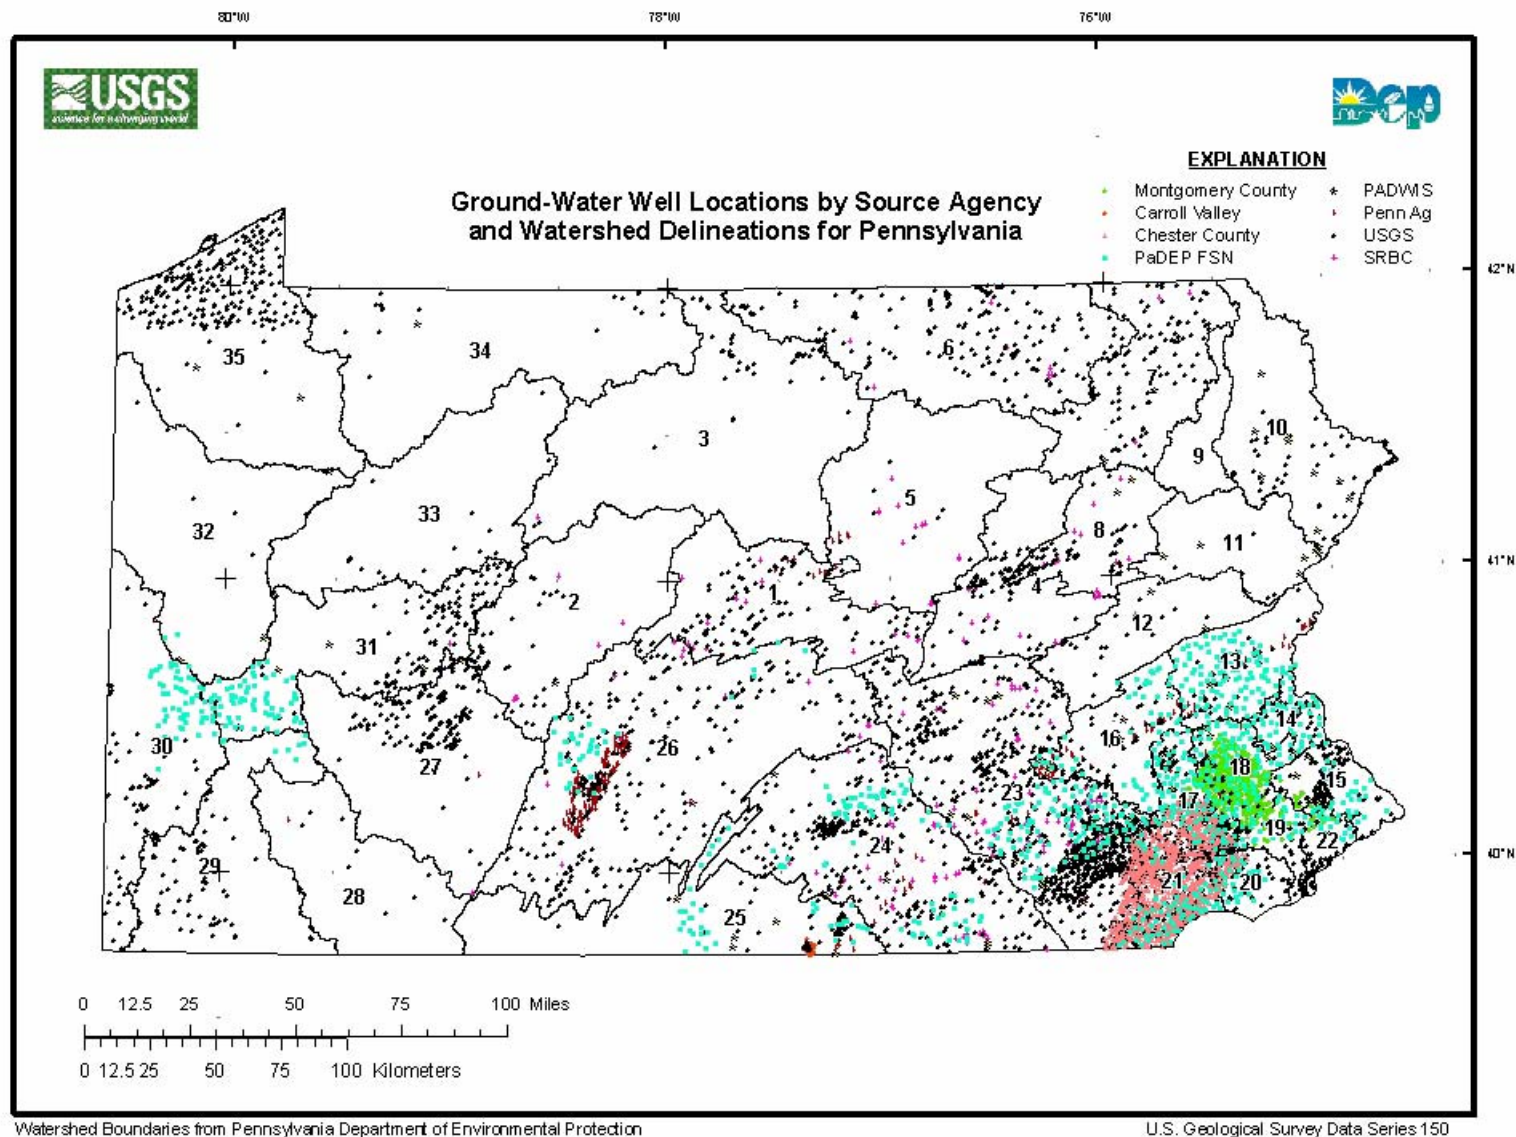 80°W 78°W 76°W
USGS
science for a changing world
Dep
EXPLANATION
Montgomery County PADWIS
Carroll Valley Penn Ag
Chester County USGS
PaDEP FSN SRBC
Ground-Water Well Locations by Source Agency
and Watershed Delineations for Pennsylvania
42°N
35 34 6
7
3 10
9
33 5
32 8 11
41°N
2 1 4
12
31 13
14
30 26 16
27 18
23 17 15
19
24 22
40°N
29 21 20
28 25
0 12.5 25 50 75 100 Miles
0 12.5 25 50 75 100 Kilometers
Watershed Boundaries from Pennsylvania Department of Environmental Protection
U.S. Geological Survey Data Series 150